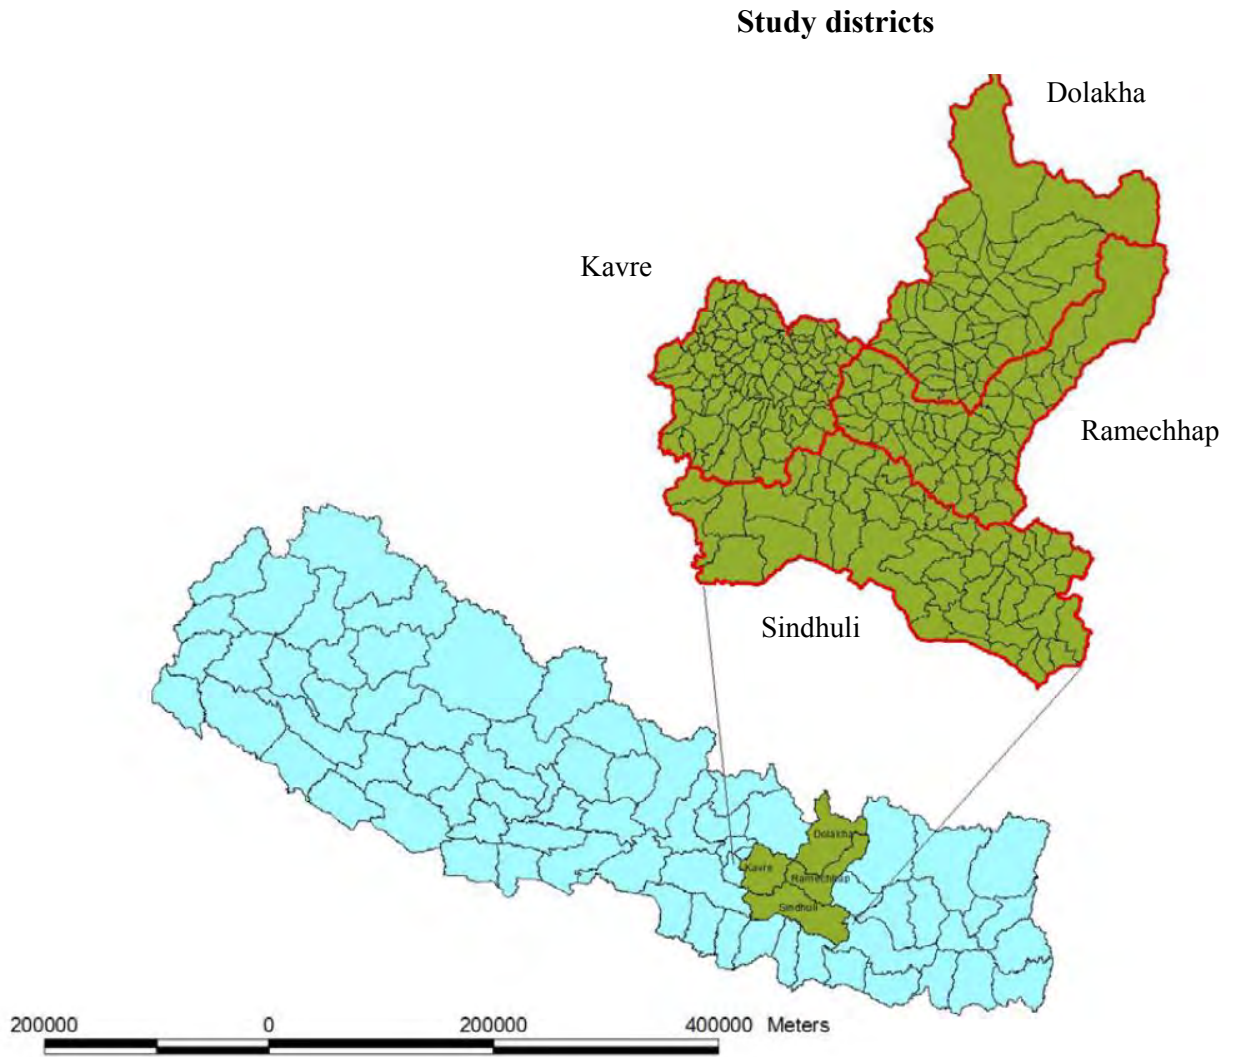 Study districts
Dolakha
Kavre
Ramechhap
Sindhuli
Dolakha
Kavre
Ramechhap
Sindhuli
200000 0 200000 400000 Meters